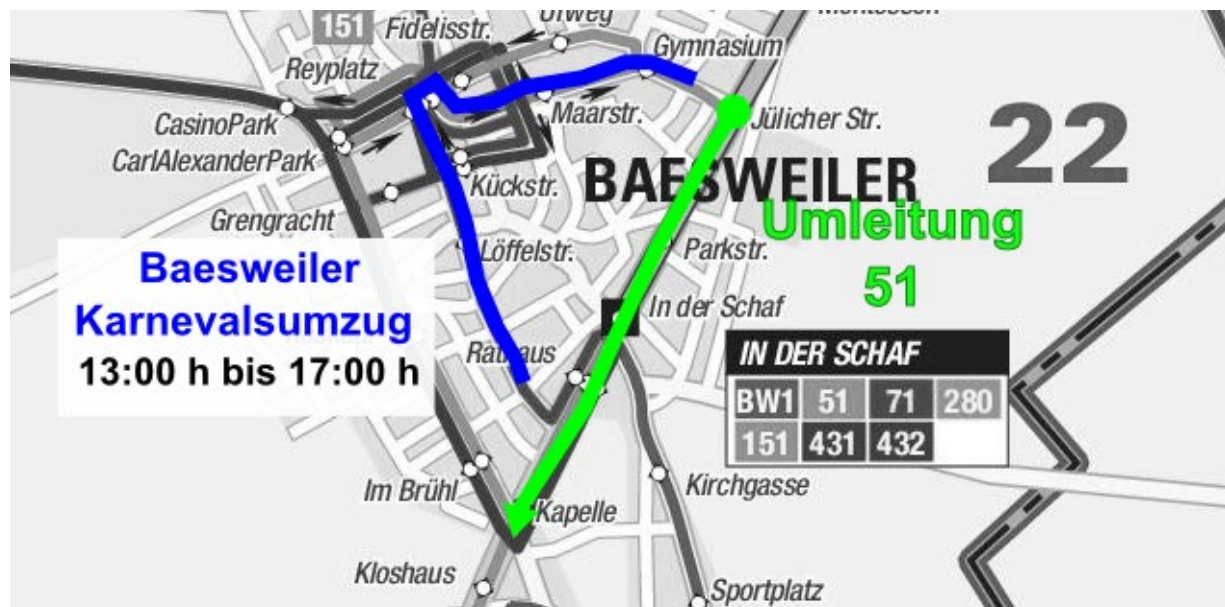 151
Fidelisstr.
Gymnasium
Reyplatz
CasinoPark
Maarstr.
Jülicher Str.
22
CarlAlexanderPark
Kückstr.
BAESWEILER
Grengracht
Umleitung
51
Löffelstr.
Parkstr.
Baesweiler
Karnevalsumzug
13:00 h bis 17:00 h
In der Schaf
Rathaus
IN DER SCHAF
BW1 51 71 280
151 431 432
Im Brühl
Kirchgasse
Kapelle
Kloshaus
Sportplatz